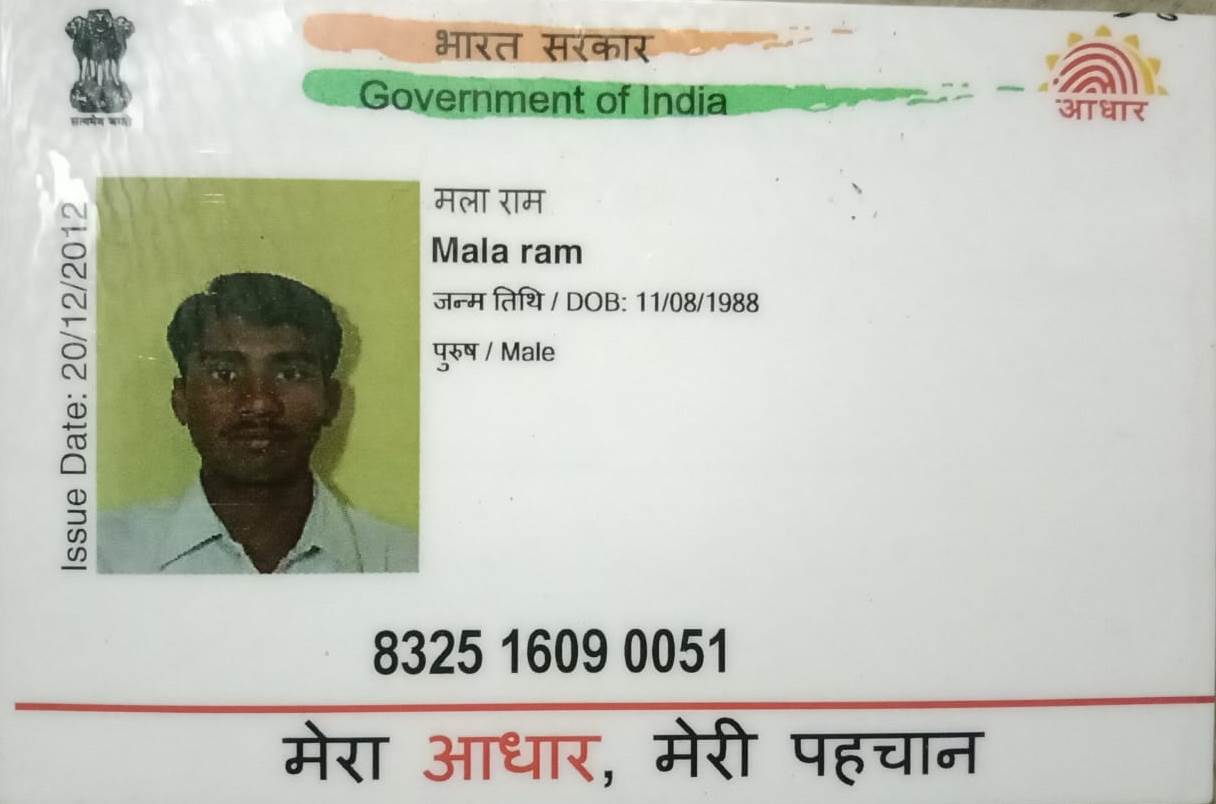 भारत सरकार
Government of India
आधार
सत्यमेव जयते
Issue Date: 20/12/2012
मला राम
Mala ram
जन्म तिथि / DOB: 11/08/1988
पुरुष / Male
8325 1609 0051
मेरा आधार, मेरी पहचान